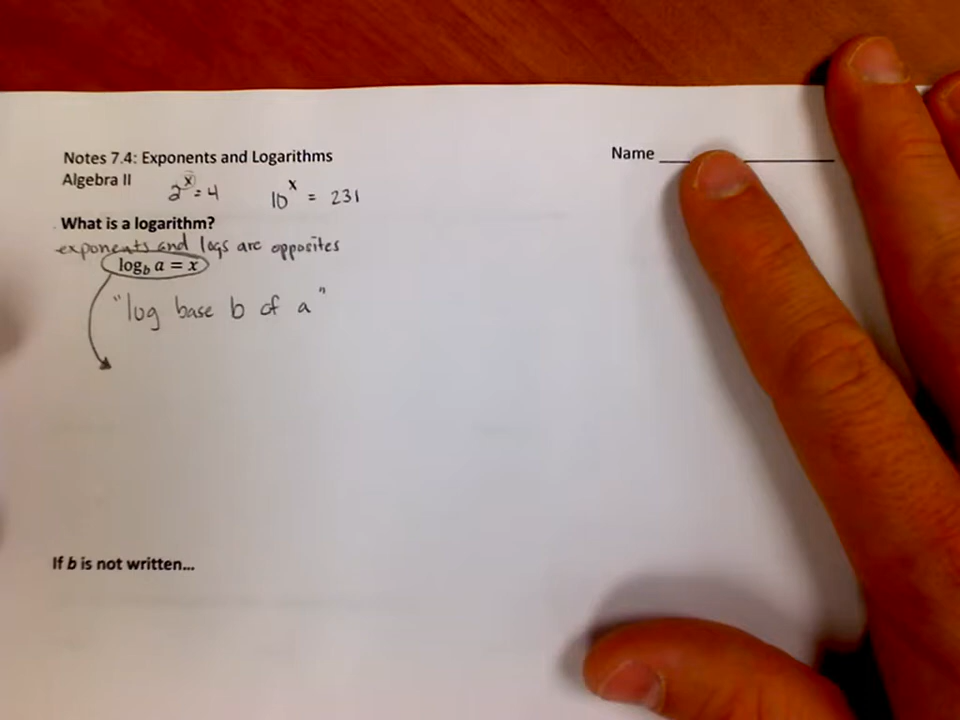 Notes 7.4: Exponents and Logarithms Name
Algebra II 2^x = 4 10^x = 231
What is a logarithm?
exponents and logs are opposites
log_b a = x
"log base b of a"
If b is not written...